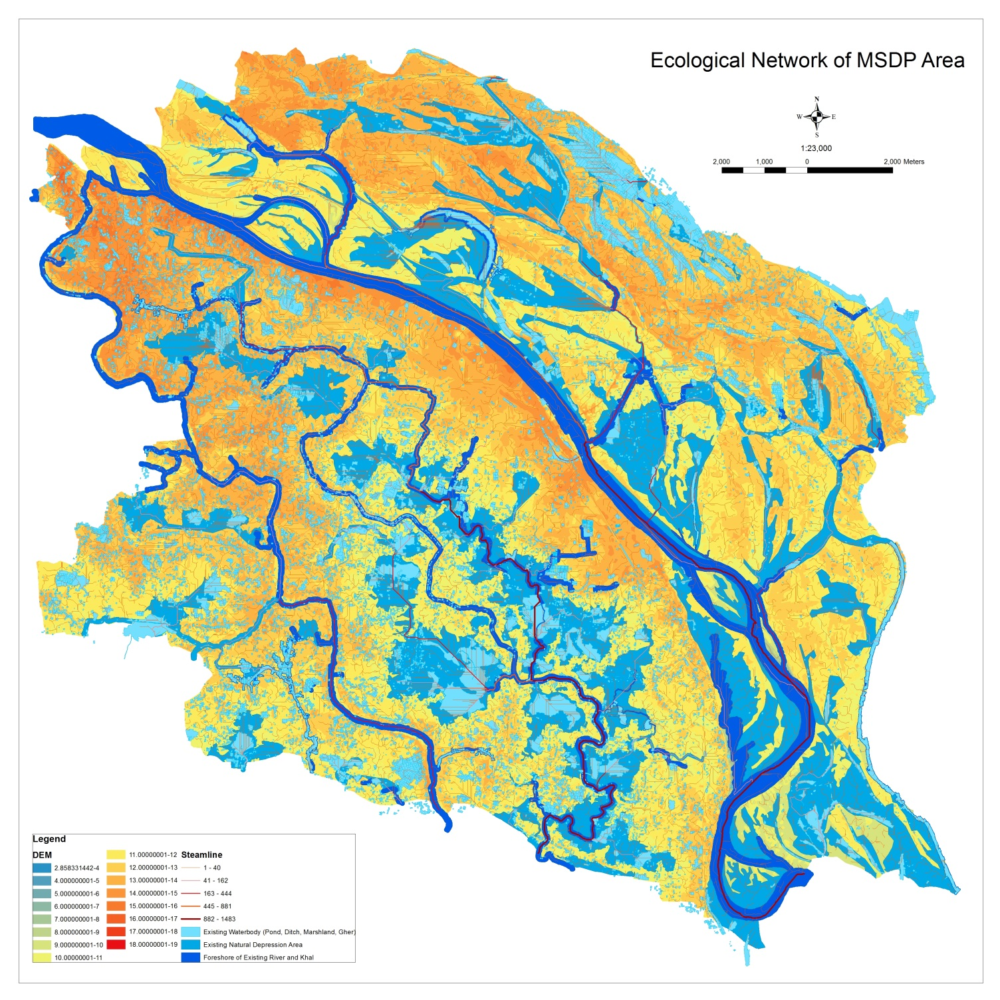 Ecological Network of MSDP Area
N
W E
S
1:23,000
2,000 1,000 0 2,000 Meters
Legend
DEM
2.858331442-4
4.000000001-5
5.000000001-6
6.000000001-7
7.000000001-8
8.000000001-9
9.000000001-10
10.00000001-11
11.00000001-12
12.00000001-13
13.00000001-14
14.00000001-15
15.00000001-16
16.00000001-17
17.00000001-18
18.00000001-19
Steamline
1 - 40
41 - 162
163 - 444
445 - 881
882 - 1483
Existing Waterbody (Pond, Ditch, Marshland, Gher)
Existing Natural Depression Area
Foreshore of Existing River and Khal